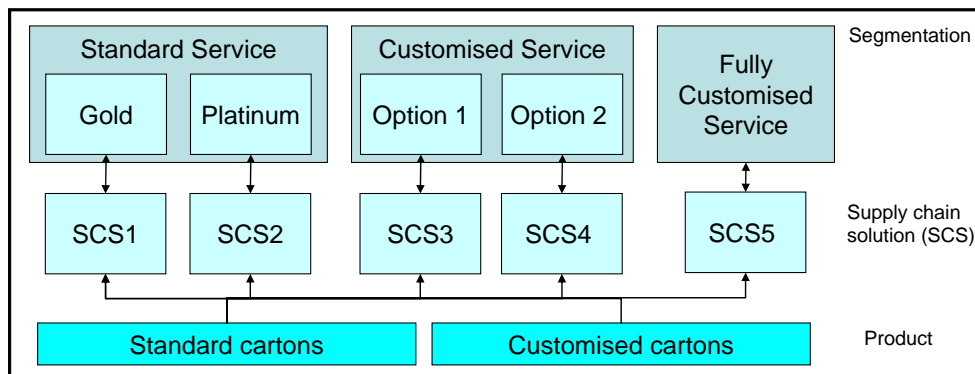 Standard Service
Customised Service
Segmentation
Gold
Platinum
Option 1
Option 2
Fully
Customised
Service
SCS1
SCS2
SCS3
SCS4
SCS5
Supply chain
solution (SCS)
Standard cartons
Customised cartons
Product